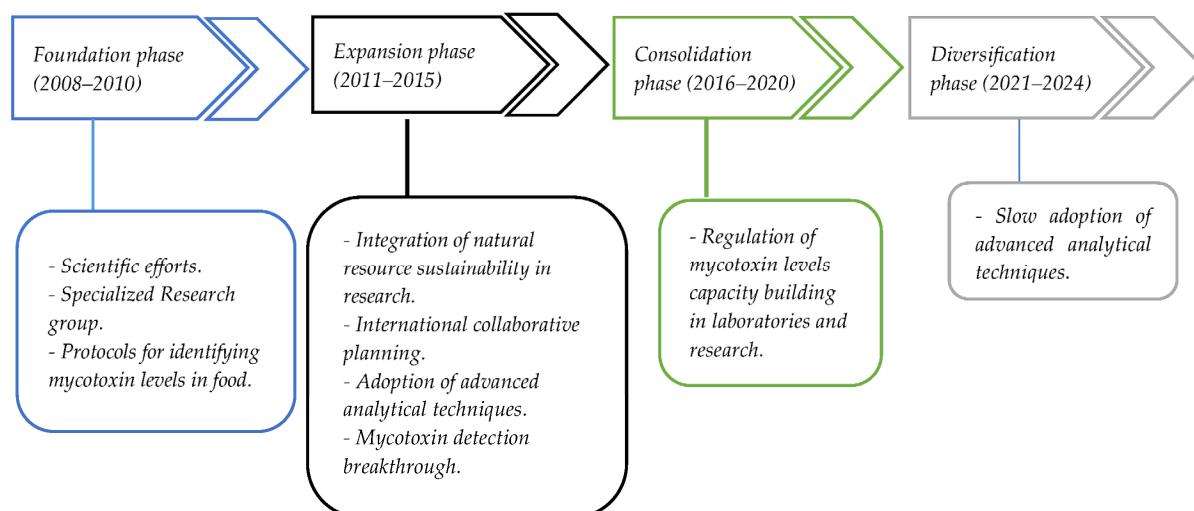 Foundation phase
(2008–2010)
Expansion phase
(2011–2015)
Consolidation
phase (2016–2020)
Diversification
phase (2021–2024)
- Scientific efforts.
- Specialized Research
group.
- Protocols for identifying
mycotoxin levels in food.
- Integration of natural
resource sustainability in
research.
- International collaborative
planning.
- Adoption of advanced
analytical techniques.
- Mycotoxin detection
breakthrough.
- Regulation of
mycotoxin levels
capacity building
in laboratories and
research.
- Slow adoption of
advanced analytical
techniques.